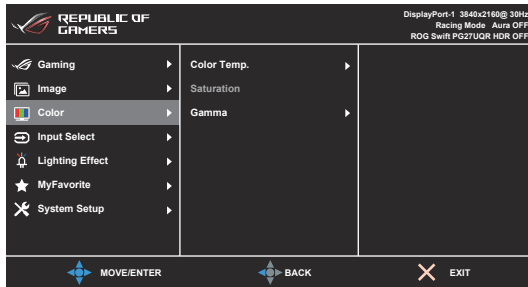 REPUBLIC OF
GAMERS
DisplayPort-1 3840x2160@ 30Hz
Racing Mode Aura OFF
ROG Swift PG27UQR HDR OFF
Gaming
Image
Color
Input Select
Lighting Effect
MyFavorite
System Setup
Color Temp.
Saturation
Gamma
MOVE/ENTER
BACK
EXIT